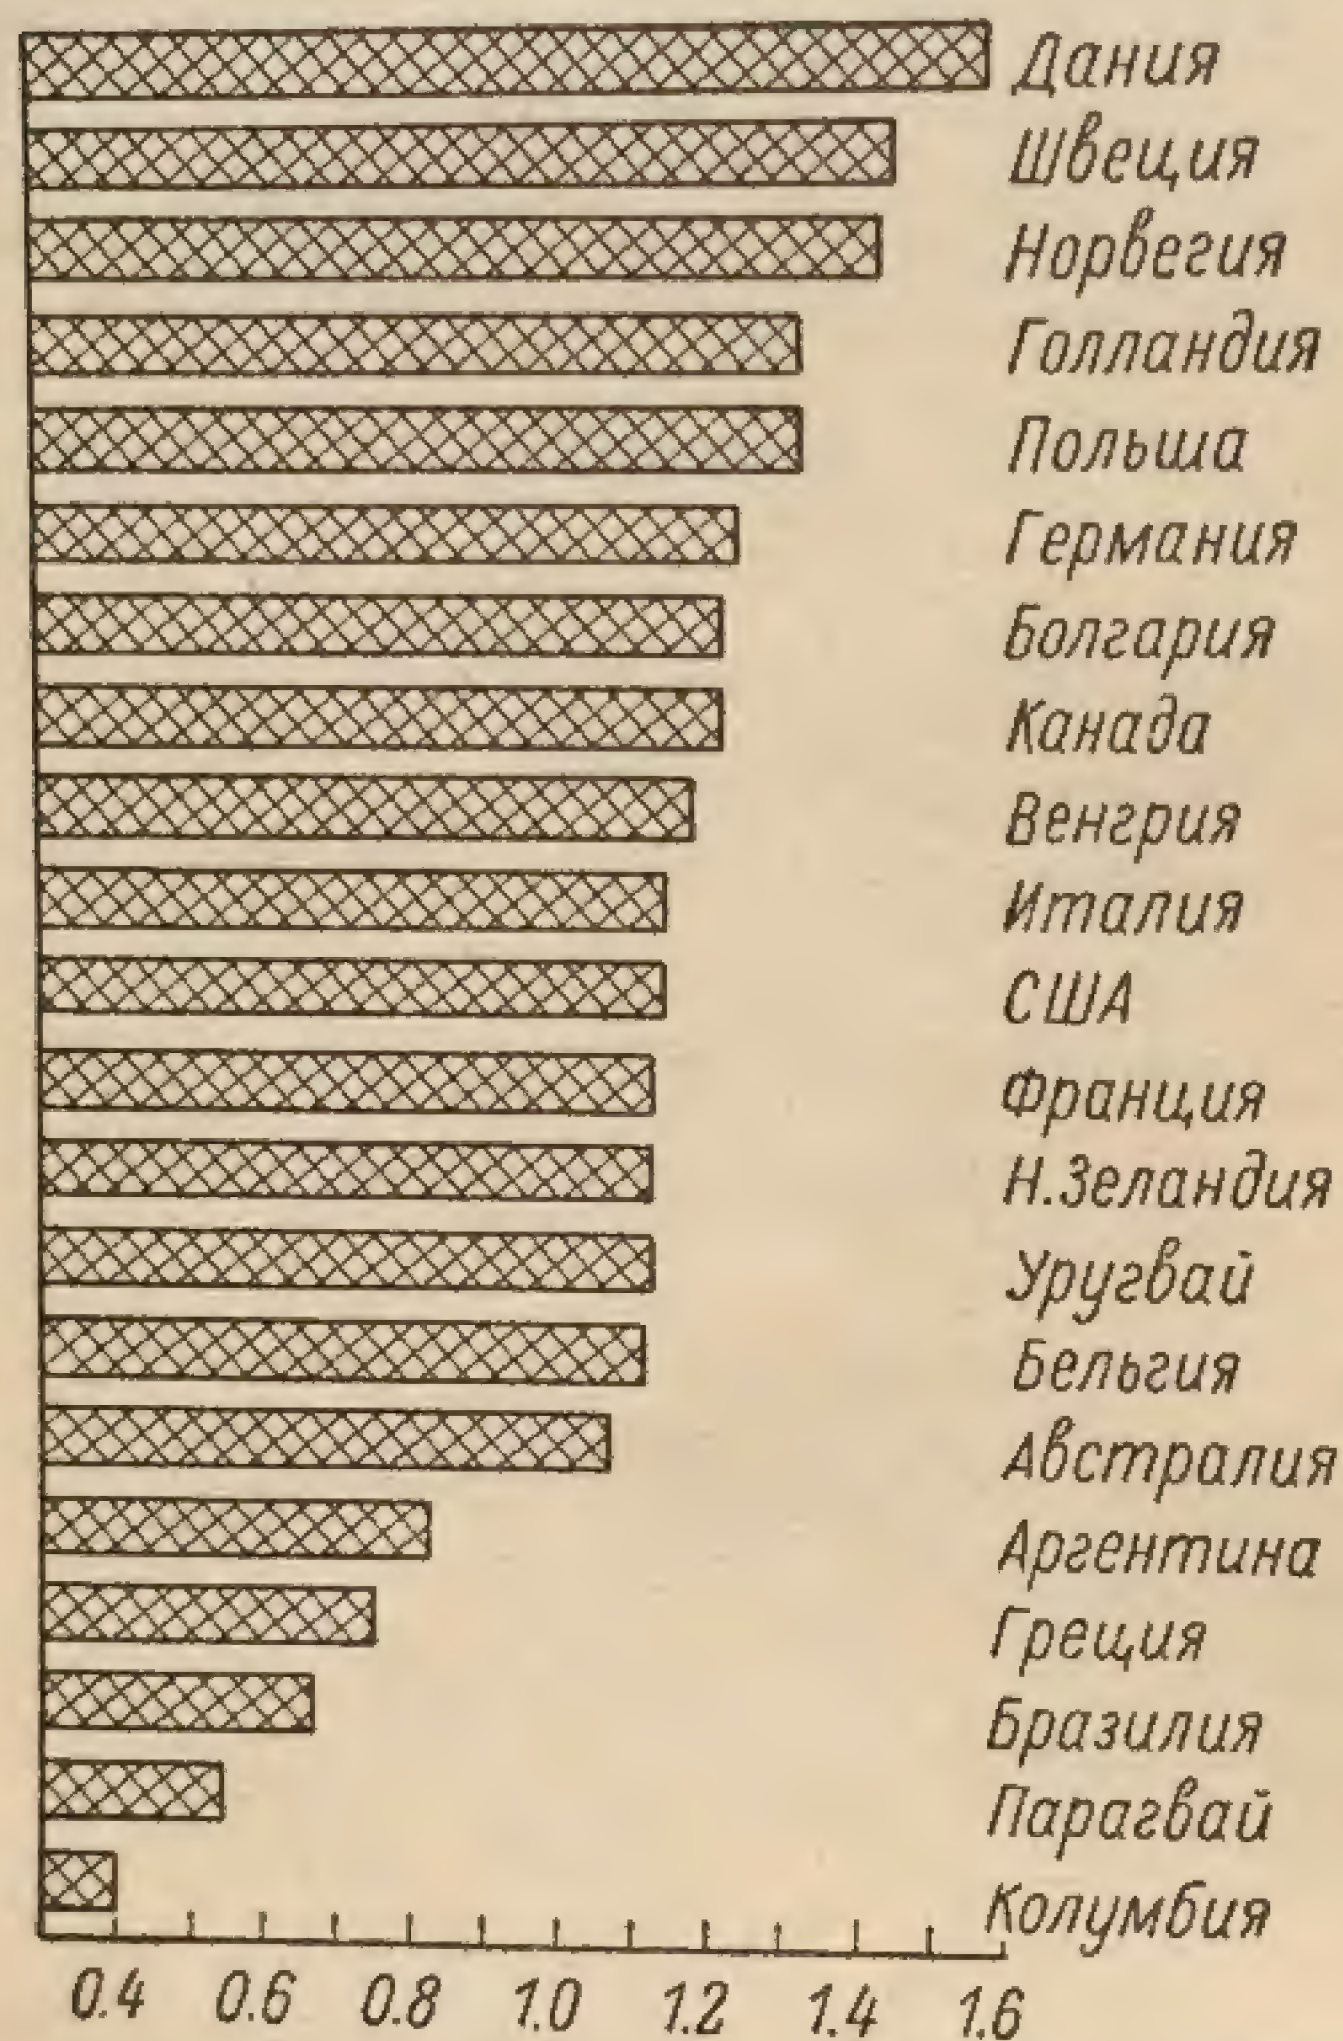 Дания
Швеция
Норвегия
Голландия
Польша
Германия
Болгария
Канада
Венгрия
Италия
США
Франция
Н.Зеландия
Уругвай
Бельгия
Австралия
Аргентина
Греция
Бразилия
Парагвай
Колумбия
0.4 0.6 0.8 1.0 1.2 1.4 1.6